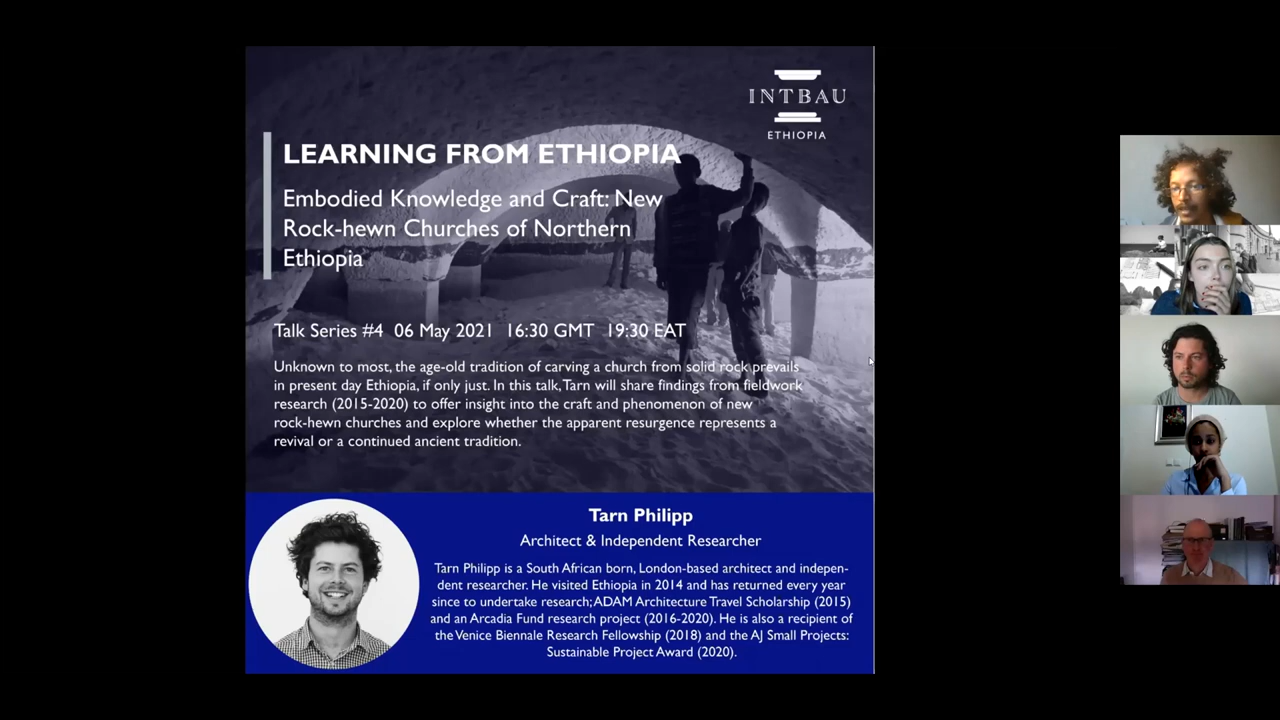 INTBAU
ETHIOPIA
LEARNING FROM ETHIOPIA
Embodied Knowledge and Craft: New
Rock-hewn Churches of Northern
Ethiopia
Talk Series #4 06 May 2021 16:30 GMT 19:30 EAT
Unknown to most, the age-old tradition of carving a church from solid rock prevails
in present day Ethiopia, if only just. In this talk, Tarn will share findings from fieldwork
research (2015-2020) to offer insight into the craft and phenomenon of new
rock-hewn churches and explore whether the apparent resurgence represents a
revival or a continued ancient tradition.
Tarn Philipp
Architect & Independent Researcher
Tarn Philipp is a South African born, London-based architect and indepen-
dent researcher. He visited Ethiopia in 2014 and has returned every year
since to undertake research; ADAM Architecture Travel Scholarship (2015)
and an Arcadia Fund research project (2016-2020). He is also a recipient of
the Venice Biennale Research Fellowship (2018) and the AJ Small Projects:
Sustainable Project Award (2020).